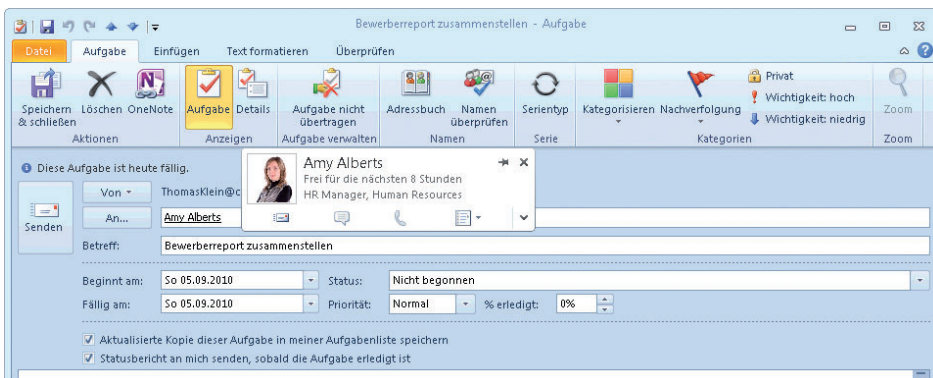 Bewerberreport zusammenstellen - Aufgabe
Datei Aufgabe Einfügen Text formatieren Überprüfen
Speichern & schließen
Löschen
OneNote
Aktionen
Aufgabe
Details
Anzeigen
Aufgabe nicht übertragen
Aufgabe verwalten
Adressbuch
Namen überprüfen
Namen
Serientyp
Serie
Kategorisieren
Nachverfolgung
Privat
Wichtigkeit: hoch
Wichtigkeit: niedrig
Kategorien
Zoom
Zoom
Diese Aufgabe ist heute fällig.
Amy Alberts
Frei für die nächsten 8 Stunden
HR Manager, Human Resources
Senden
Von ThomasKlein@c
An... Amy Alberts
Betreff: Bewerberreport zusammenstellen
Beginnt am: So 05.09.2010 Status: Nicht begonnen
Fällig am: So 05.09.2010 Priorität: Normal % erledigt: 0%
Aktualisierte Kopie dieser Aufgabe in meiner Aufgabenliste speichern
Statusbericht an mich senden, sobald die Aufgabe erledigt ist